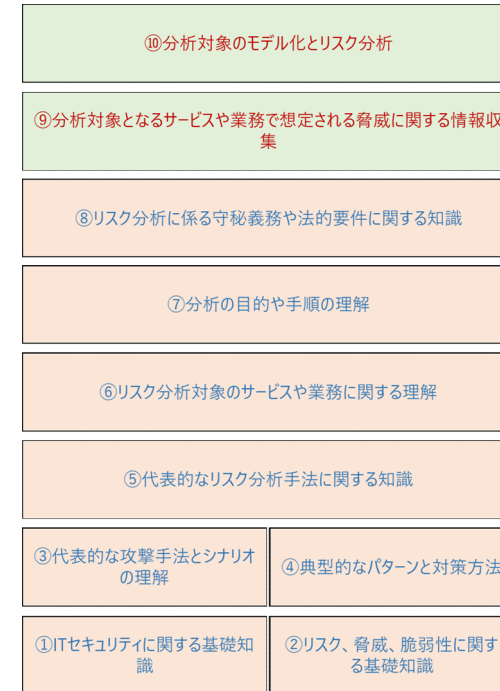 ⑩分析対象のモデル化とリスク分析
⑨分析対象となるサービスや業務で想定される脅威に関する情報収
集
⑧リスク分析に係る守秘義務や法的要件に関する知識
⑦分析の目的や手順の理解
⑥リスク分析対象のサービスや業務に関する理解
⑤代表的なリスク分析手法に関する知識
③代表的な攻撃手法とシナリオ
の理解
④典型的なパターンと対策方法
①ITセキュリティに関する基礎知
識
②リスク、脅威、脆弱性に関す
る基礎知識